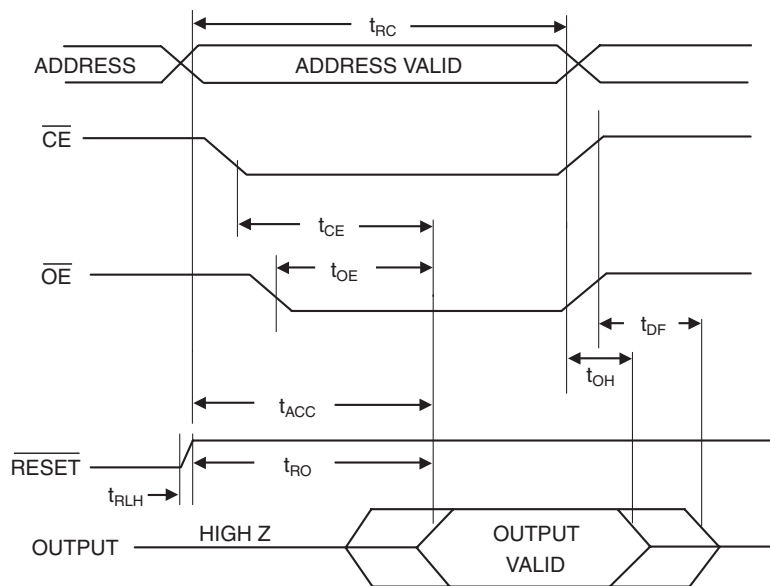 tRC
ADDRESS
ADDRESS VALID
CE
tCE
tOE
OE
tDF
tOH
tACC
RESET
tRO
tRLH
HIGH Z
OUTPUT
OUTPUT
VALID